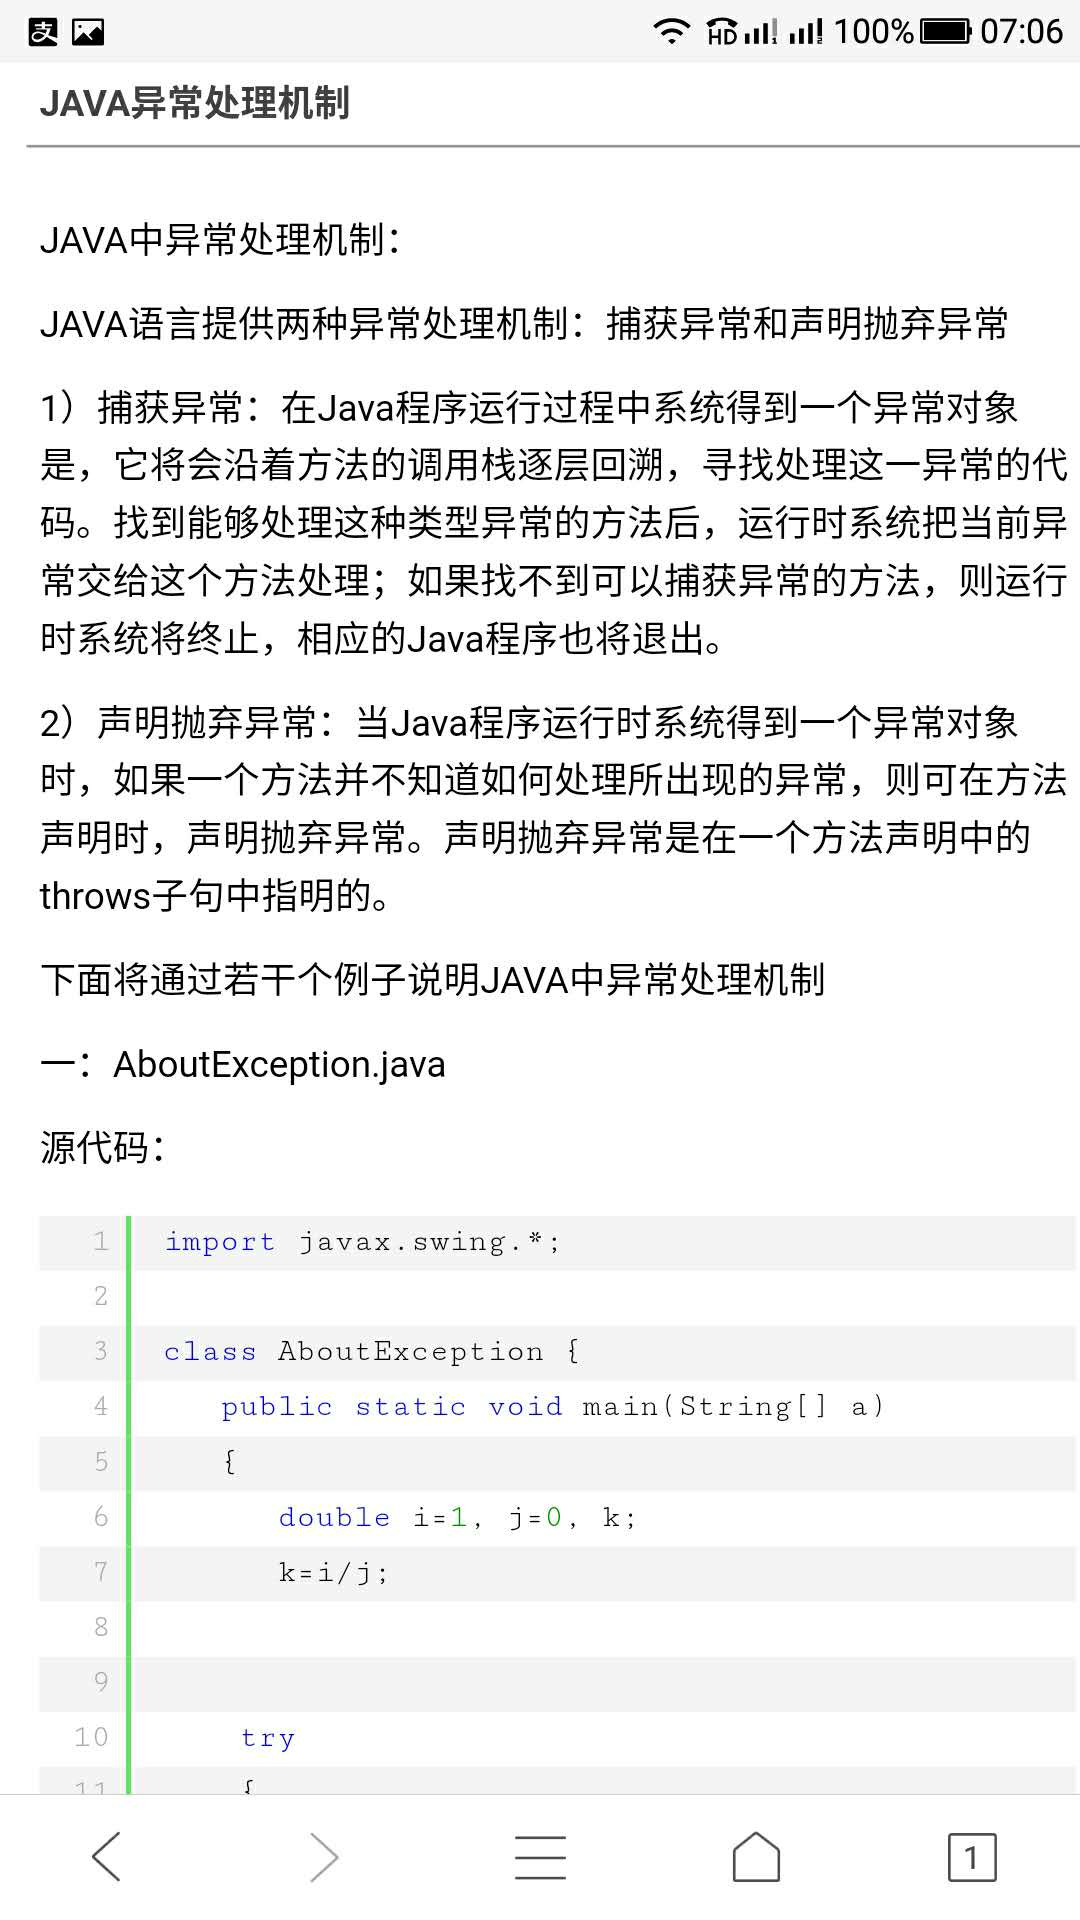 支
HD
1
2
100%
07:06
JAVA异常处理机制
JAVA中异常处理机制：
JAVA语言提供两种异常处理机制：捕获异常和声明抛弃异常
1）捕获异常：在Java程序运行过程中系统得到一个异常对象
是，它将会沿着方法的调用栈逐层回溯，寻找处理这一异常的代
码。找到能够处理这种类型异常的方法后，运行时系统把当前异
常交给这个方法处理；如果找不到可以捕获异常的方法，则运行
时系统将终止，相应的Java程序也将退出。
2）声明抛弃异常：当Java程序运行时系统得到一个异常对象
时，如果一个方法并不知道如何处理所出现的异常，则可在方法
声明时，声明抛弃异常。声明抛弃异常是在一个方法声明中的
throws子句中指明的。
下面将通过若干个例子说明JAVA中异常处理机制
一：AboutException.java
源代码：
1 import javax.swing.*;
2
3 class AboutException {
4 public static void main(String[] a)
5 {
6 double i=1, j=0, k;
7 k=i/j;
8
9
10 try
11 {
1